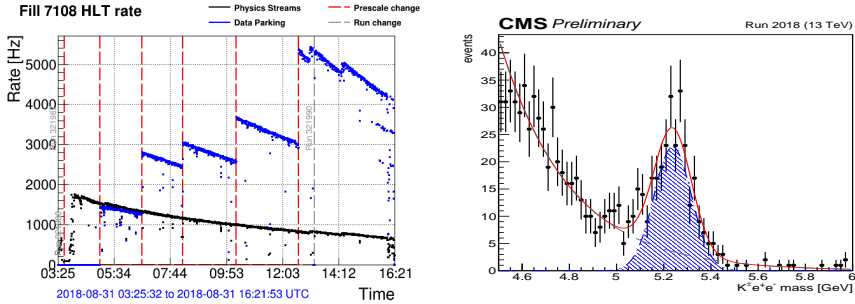 Fill 7108 HLT rate
Physics Streams
Prescale change
Data Parking
Run change
Rate [Hz]
5000
4000
3000
2000
1000
0
03:25 05:34 07:44 09:53 12:03 14:12 16:21
2018-08-31 03:25:32 to 2018-08-31 16:21:53 UTC
Time
CMS Preliminary
Run 2018 (13 TeV)
events
40
35
30
25
20
15
10
5
0
4.6 4.8 5 5.2 5.4 5.6 5.8 6
K±e+e- mass [GeV]